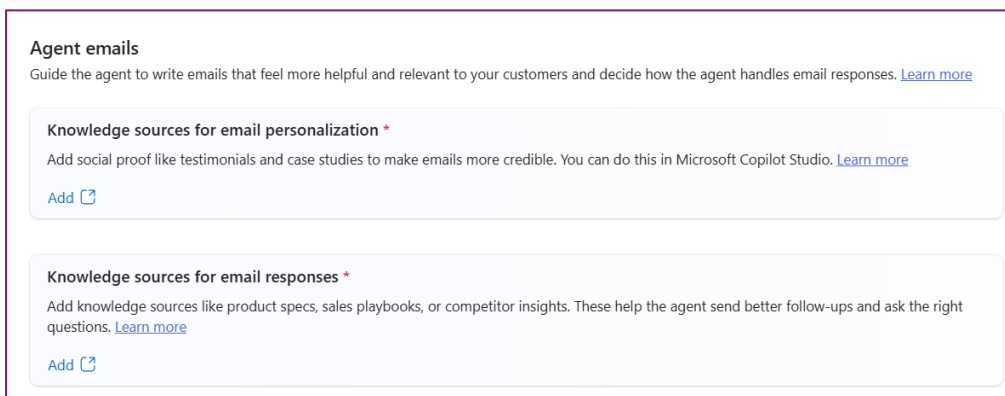 Agent emails
Guide the agent to write emails that feel more helpful and relevant to your customers and decide how the agent handles email responses. Learn more
Knowledge sources for email personalization *
Add social proof like testimonials and case studies to make emails more credible. You can do this in Microsoft Copilot Studio. Learn more
Add
Knowledge sources for email responses *
Add knowledge sources like product specs, sales playbooks, or competitor insights. These help the agent send better follow-ups and ask the right
questions. Learn more
Add